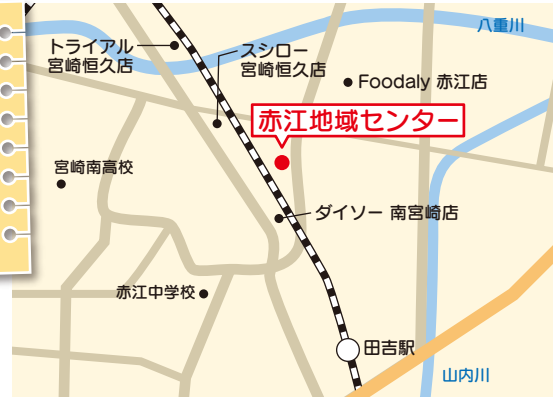 八重川
トライアル
宮崎恒久店
スシロー
宮崎恒久店
Foodaly 赤江店
赤江地域センター
宮崎南高校
ダイソー 南宮崎店
赤江中学校
田吉駅
山内川